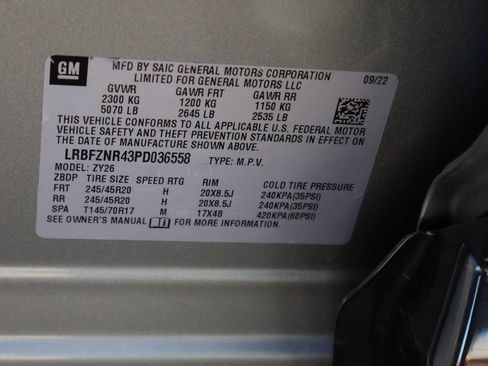 GM
MFD BY SAIC GENERAL MOTORS CORPORATION 09/22
LIMITED FOR GENERAL MOTORS LLC
GVWR GAWR FRT GAWR RR
2300 KG 1200 KG 1150 KG
5070 LB 2645 LB 2535 LB
THIS VEHICLE CONFORMS TO ALL APPLICABLE U.S. FEDERAL MOTOR
VEHICLE SAFETY AND THEFT PREVENTION STANDARDS IN EFFECT ON
THE DATE OF MANUFACTURE SHOWN ABOVE.
LRBFZNR43PD036558 TYPE: M.P.V.
MODEL: ZY26
ZBDP TIRE SIZE SPEED RTG RIM
FRT 245/45R20 H 20X8.5J 240KPA(35PSI)
RR 245/45R20 H 20X8.5J 240KPA(35PSI)
SPA T145/70R17 M 17X4B 420KPA(60PSI)
SEE OWNER'S MANUAL FOR MORE INFORMATION.